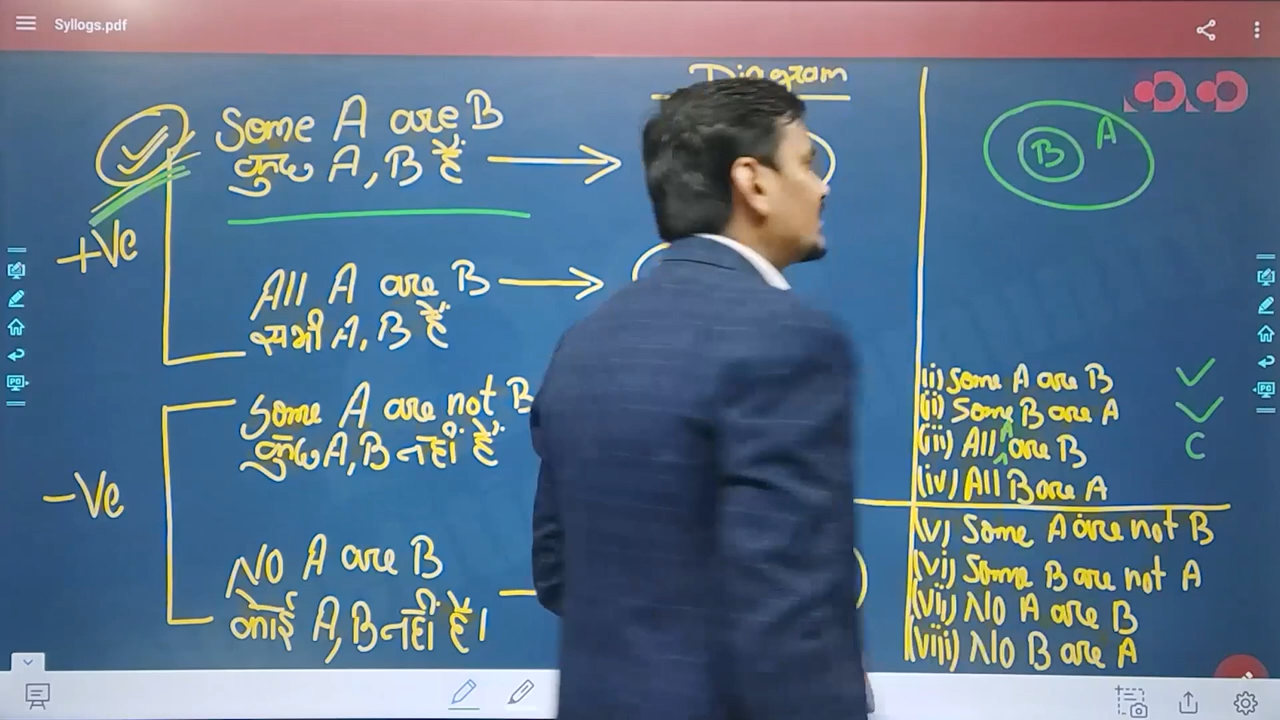 Syllogs.pdf
Diagram
Some A are B
कुछ A, B हैं
+Ve
All A are B
सभी A, B हैं
Some A are not B
कुछ A, B नहीं हैं
-Ve
NO A are B
कोई A, B नहीं है।
B A
(i) Some A are B ✓
(ii) Some B are A ✓
(iii) All A are B C
(iv) All B are A
(v) Some A are not B
(vi) Some B are not A
(vii) NO A are B
(viii) NO B are A